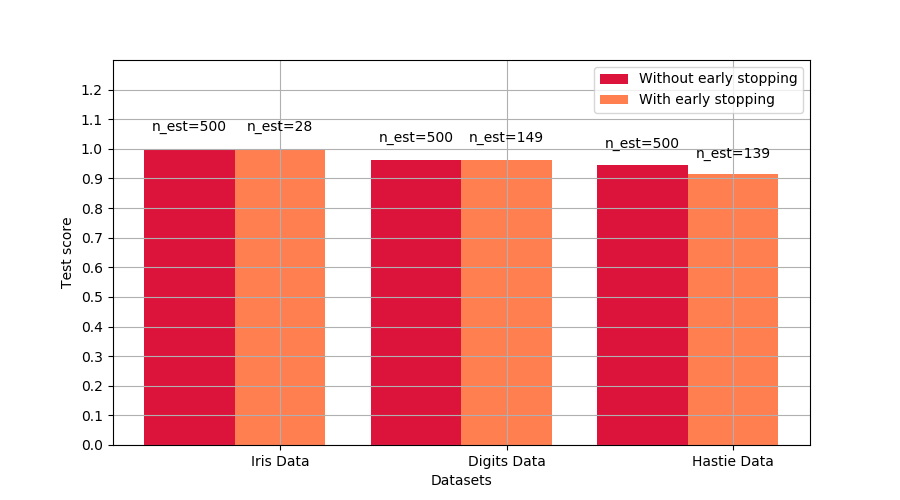 Without early stopping
With early stopping
n_est=500
n_est=28
n_est=500
n_est=149
n_est=500
n_est=139
1.2
1.1
1.0
0.9
0.8
0.7
0.6
0.5
0.4
0.3
0.2
0.1
0.0
Test score
Iris Data
Digits Data
Hastie Data
Datasets